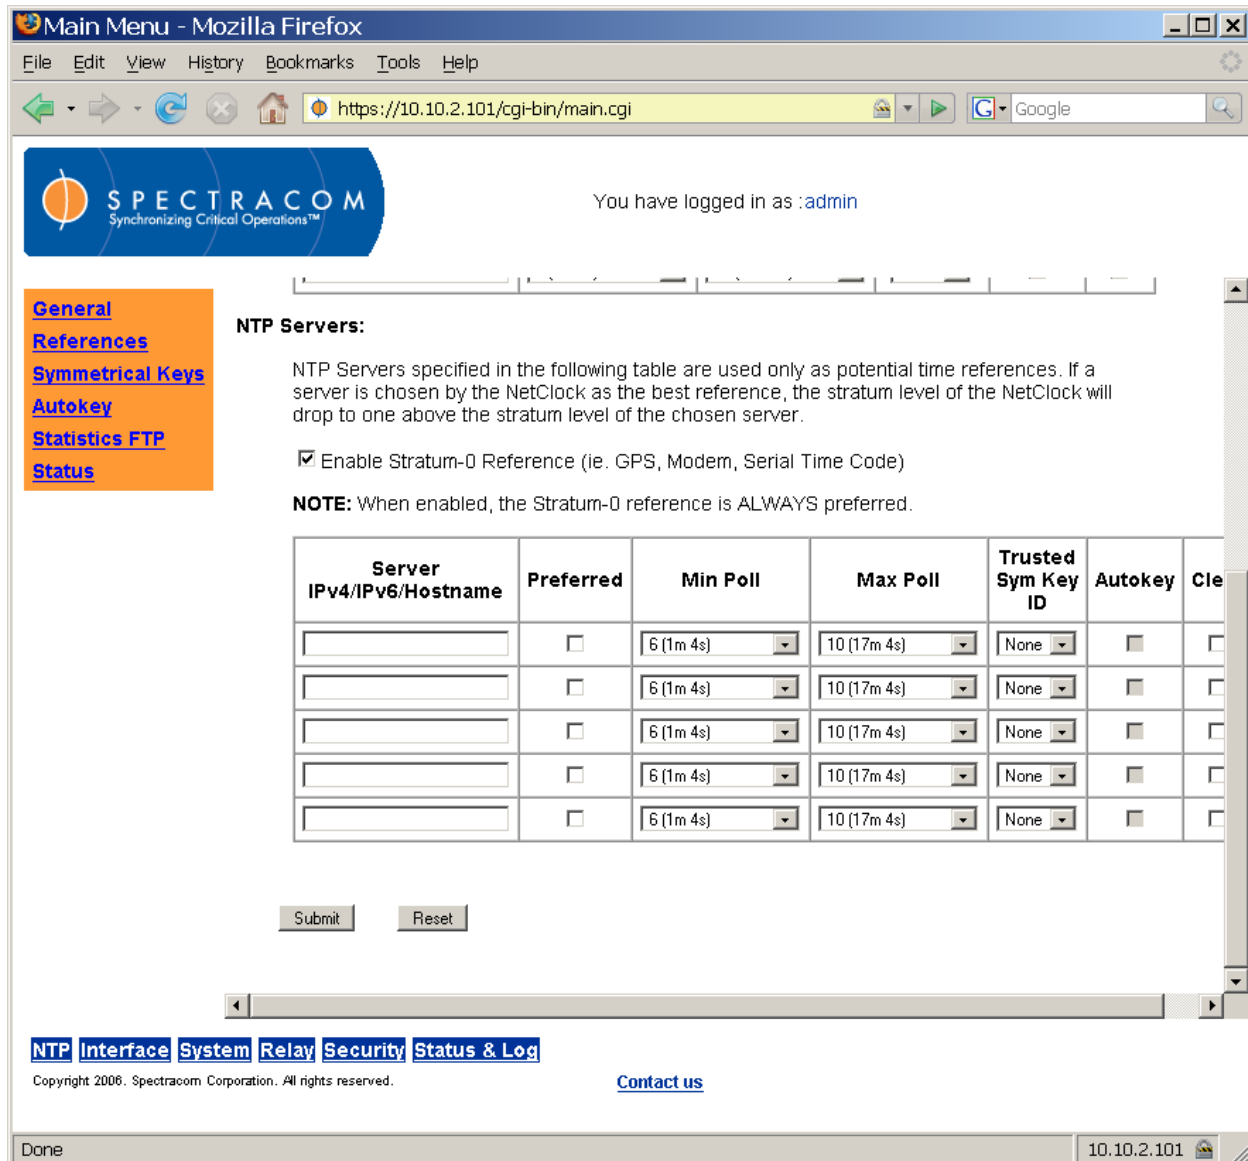 Main Menu - Mozilla Firefox
File Edit View History Bookmarks Tools Help
https://10.10.2.101/cgi-bin/main.cgi
G Google
SPECTRACOM
Synchronizing Critical Operations™
You have logged in as :admin
General
References
Symmetrical Keys
Autokey
Statistics FTP
Status
NTP Servers:
NTP Servers specified in the following table are used only as potential time references. If a
server is chosen by the NetClock as the best reference, the stratum level of the NetClock will
drop to one above the stratum level of the chosen server.
Enable Stratum-0 Reference (ie. GPS, Modem, Serial Time Code)
NOTE: When enabled, the Stratum-0 reference is ALWAYS preferred.
Server IPv4/IPv6/Hostname Preferred Min Poll Max Poll Trusted Sym Key ID Autokey Cle
6 (1m 4s) 10 (17m 4s) None
6 (1m 4s) 10 (17m 4s) None
6 (1m 4s) 10 (17m 4s) None
6 (1m 4s) 10 (17m 4s) None
6 (1m 4s) 10 (17m 4s) None
Submit Reset
NTP Interface System Relay Security Status & Log
Copyright 2006. Spectracom Corporation. All rights reserved.
Contact us
Done
10.10.2.101